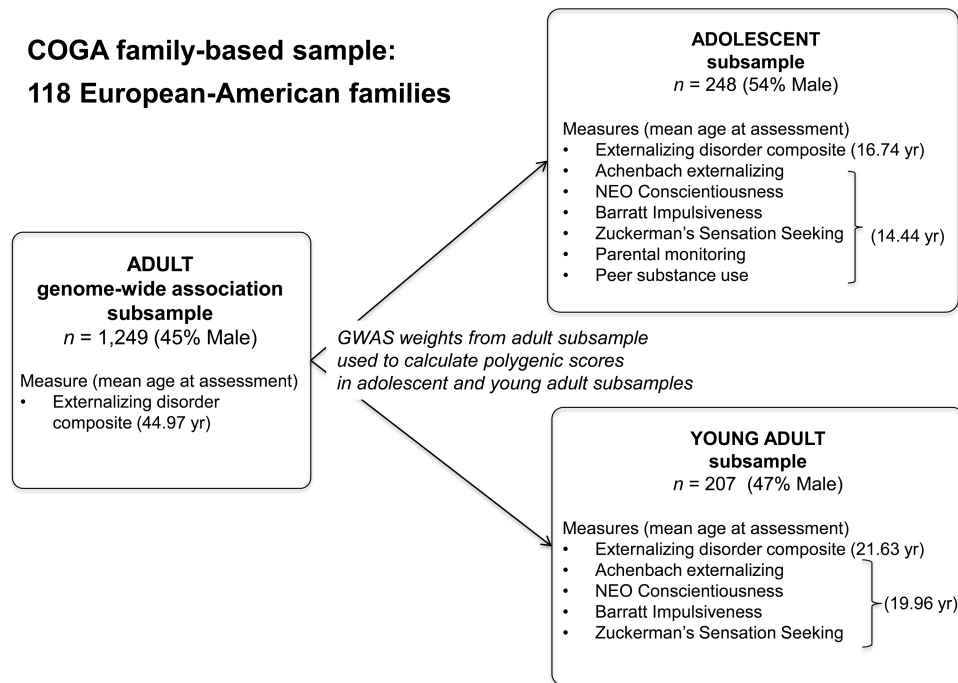 COGA family-based sample:
118 European-American families
ADULT
genome-wide association
subsample
n = 1,249 (45% Male)
Measure (mean age at assessment)
• Externalizing disorder
composite (44.97 yr)
GWAS weights from adult subsample
used to calculate polygenic scores
in adolescent and young adult subsamples
ADOLESCENT
subsample
n = 248 (54% Male)
Measures (mean age at assessment)
• Externalizing disorder composite (16.74 yr)
• Achenbach externalizing
• NEO Conscientiousness
• Barratt Impulsiveness
• Zuckerman's Sensation Seeking
• Parental monitoring
• Peer substance use
(14.44 yr)
YOUNG ADULT
subsample
n = 207 (47% Male)
Measures (mean age at assessment)
• Externalizing disorder composite (21.63 yr)
• Achenbach externalizing
• NEO Conscientiousness
• Barratt Impulsiveness
• Zuckerman's Sensation Seeking
(19.96 yr)